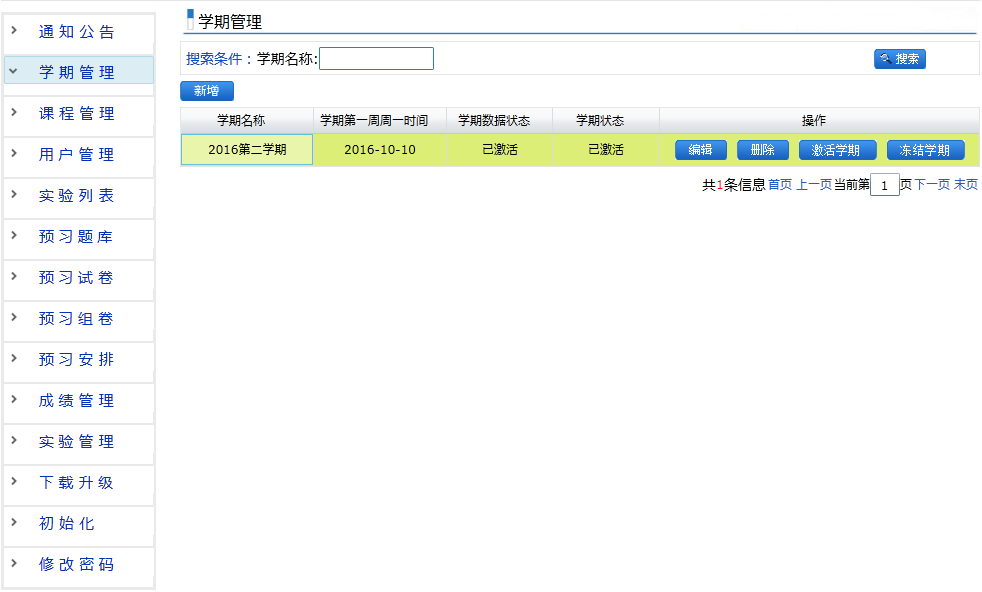 通知公告
学期管理
课程管理
用户管理
实验列表
预习题库
预习试卷
预习组卷
预习安排
成绩管理
实验管理
下载升级
初始化
修改密码
学期管理
搜索条件：学期名称: 搜索
新增
学期名称 学期第一周周一时间 学期数据状态 学期状态 操作
2016第二学期 2016-10-10 已激活 已激活 编辑 删除 激活学期 冻结学期
共1条信息首页 上一页当前第 1 页下一页 末页